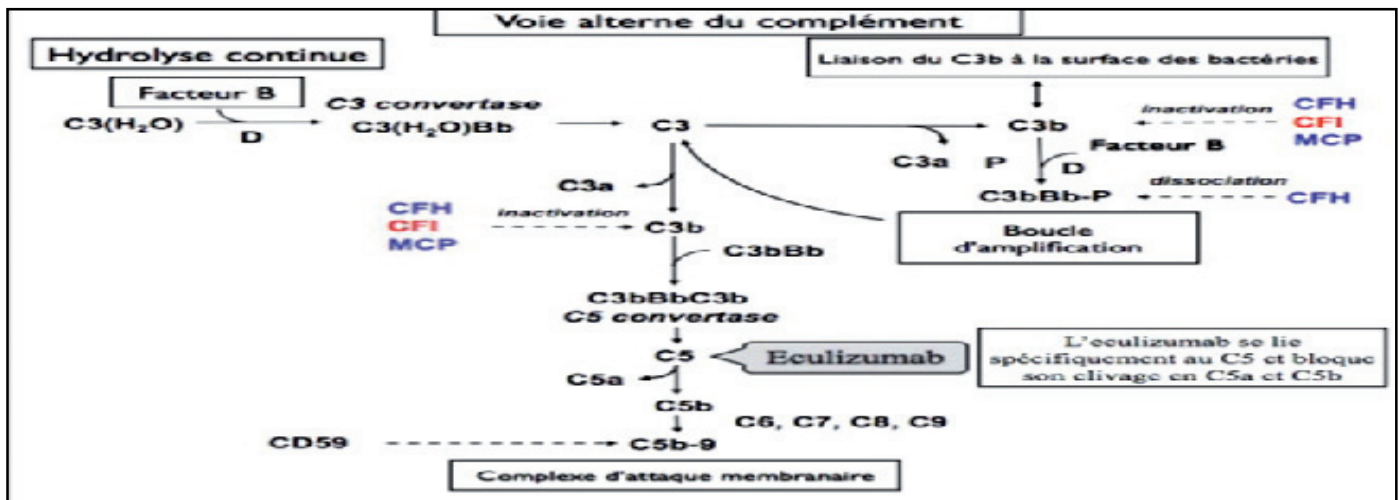 Voie alterne du complément
Hydrolyse continue
Liaison du C3b à la surface des bactéries
Facteur B
C3 convertase
C3(H₂O) D C3(H₂O)Bb C3 C3b
inactivation CFH
CFI
MCP
C3a P D Facteur B
C3a
dissociation
C3bBb-P CFH
CFH
CFI inactivation C3b
MCP
Boucle
d'amplification
C3bBb
C3bBbC3b
C5 convertase
C5 Eculizumab
L'eculizumab se lie
spécifiquement au C5 et bloque
son clivage en C5a et C5b
C5a
C5b
C6, C7, C8, C9
CD59 C5b-9
Complexe d'attaque membranaire